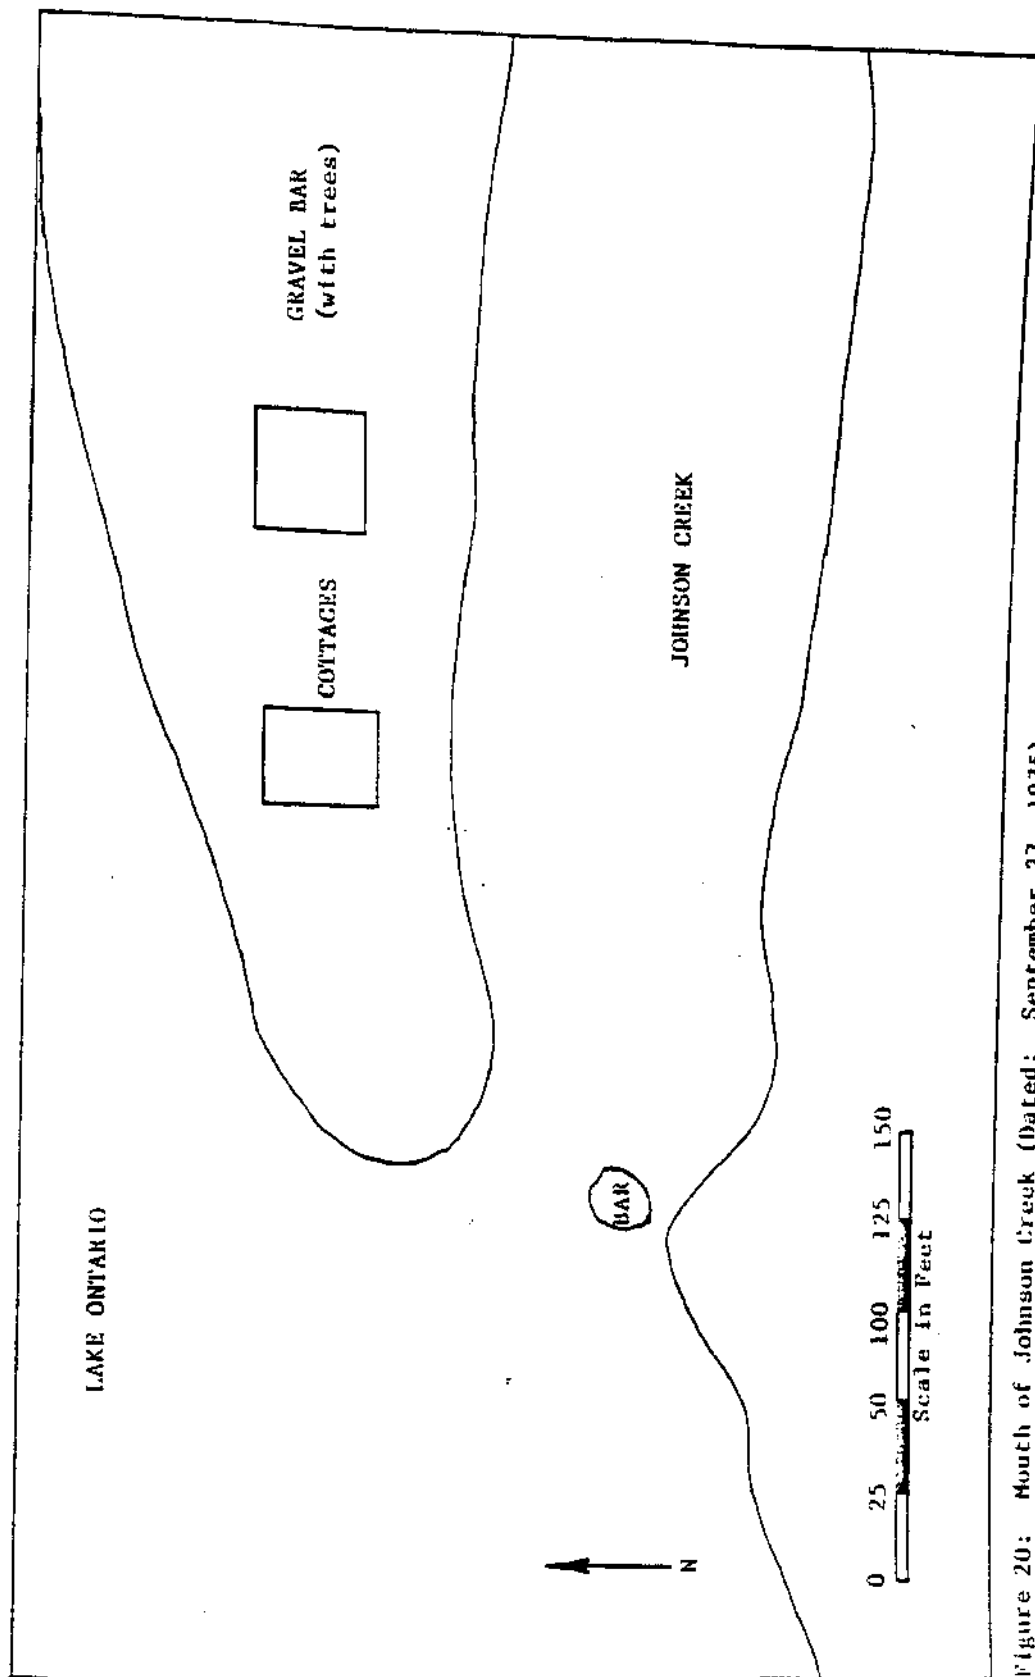 LAKE ONTARIO
GRAVEL BAR
(with trees)
COTTAGES
JOHNSON CREEK
BAR
N
0 25 50 100 125 150
Scale in Feet
Figure 20: Mouth of Johnson Creek (Dated: September